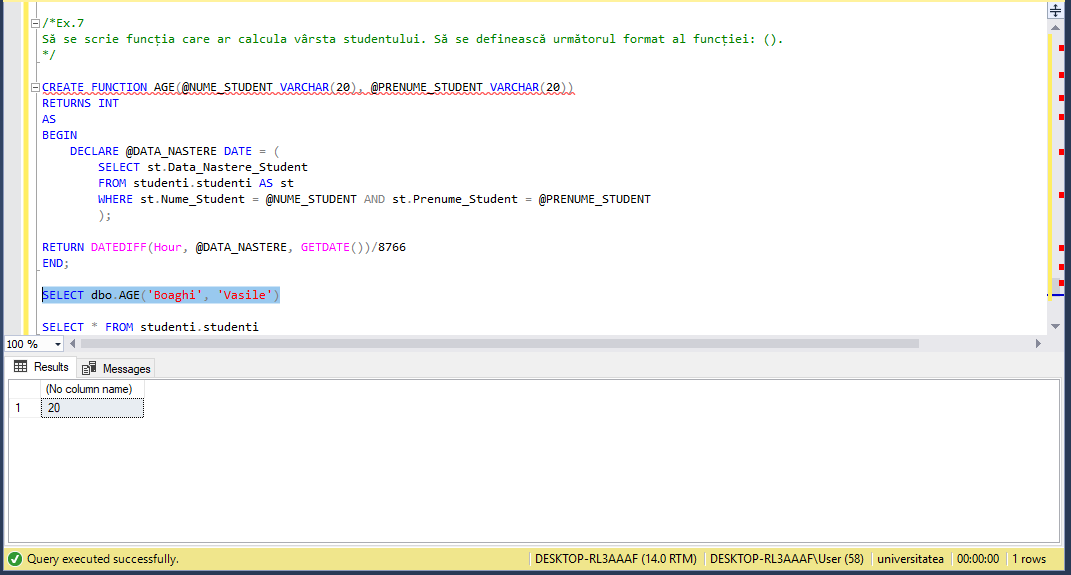 /*Ex.7
Să se scrie funcția care ar calcula vârsta studentului. Să se definească următorul format al funcției: ().
*/
CREATE FUNCTION AGE(@NUME_STUDENT VARCHAR(20), @PRENUME_STUDENT VARCHAR(20))
RETURNS INT
AS
BEGIN
DECLARE @DATA_NASTERE DATE = (
SELECT st.Data_Nastere_Student
FROM studenti.studenti AS st
WHERE st.Nume_Student = @NUME_STUDENT AND st.Prenume_Student = @PRENUME_STUDENT
);
RETURN DATEDIFF(Hour, @DATA_NASTERE, GETDATE())/8766
END;
SELECT dbo.AGE('Boaghi', 'Vasile')
SELECT * FROM studenti.studenti
100 %
Results Messages
(No column name)
1 20
Query executed successfully. DESKTOP-RL3AAAF (14.0 RTM) DESKTOP-RL3AAAF\User (58) universitatea 00:00:00 1 rows